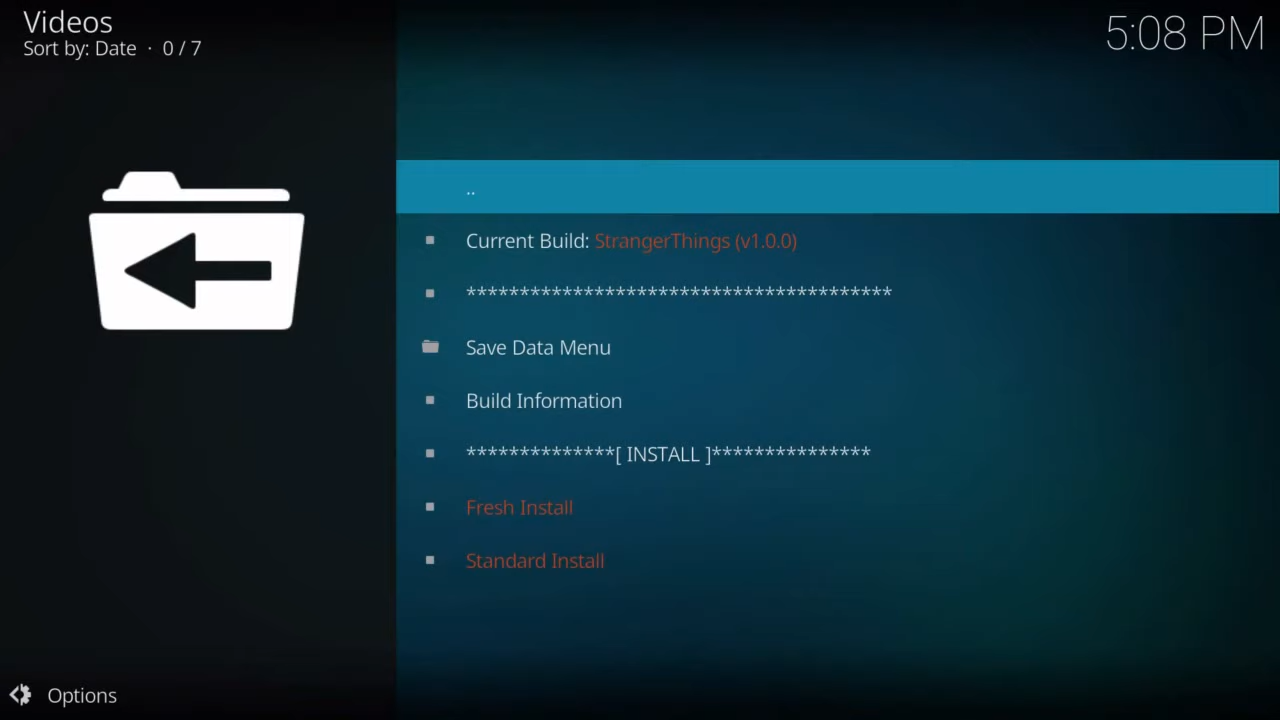 Videos
Sort by: Date · 0 / 7
5:08 PM
..
Current Build: StrangerThings (v1.0.0)
****************************************
Save Data Menu
Build Information
**************[ INSTALL ]***************
Fresh Install
Standard Install
Options